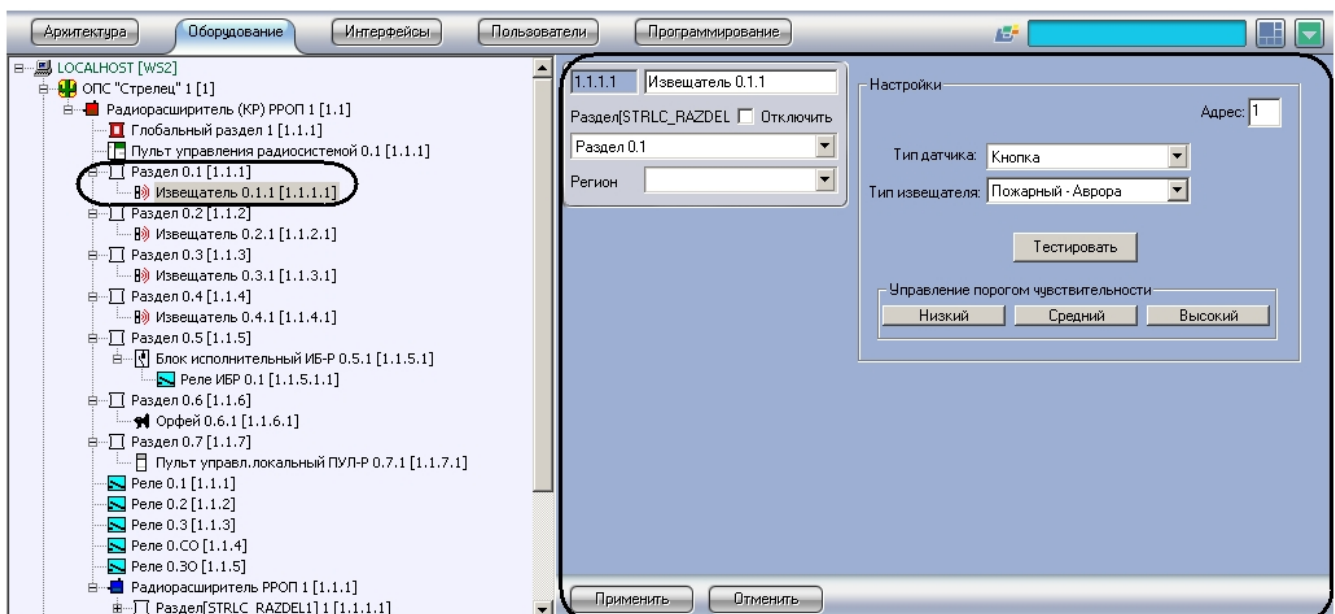 Архитектура Оборудование Интерфейсы Пользователи Программирование
LOCALHOST [WS2]
ОПС "Стрелец" 1 [1]
Радиорасширитель (КР) РРОП 1 [1.1]
Глобальный раздел 1 [1.1.1]
Пульт управления радиосистемой 0.1 [1.1.1]
Раздел 0.1 [1.1.1]
Извещатель 0.1.1 [1.1.1.1]
Раздел 0.2 [1.1.2]
Извещатель 0.2.1 [1.1.2.1]
Раздел 0.3 [1.1.3]
Извещатель 0.3.1 [1.1.3.1]
Раздел 0.4 [1.1.4]
Извещатель 0.4.1 [1.1.4.1]
Раздел 0.5 [1.1.5]
Блок исполнительный ИБ-Р 0.5.1 [1.1.5.1]
Реле ИБР 0.1 [1.1.5.1.1]
Раздел 0.6 [1.1.6]
Орфей 0.6.1 [1.1.6.1]
Раздел 0.7 [1.1.7]
Пульт управл.локальный ПУЛ-Р 0.7.1 [1.1.7.1]
Реле 0.1 [1.1.1]
Реле 0.2 [1.1.2]
Реле 0.3 [1.1.3]
Реле 0.СО [1.1.4]
Реле 0.ЗО [1.1.5]
Радиорасширитель РРОП 1 [1.1.1]
Раздел[STRLC_RAZDEL1] 1 [1.1.1.1]
1.1.1.1 Извещатель 0.1.1
Раздел[STRLC_RAZDEL Отключить
Раздел 0.1
Регион
Настройки
Адрес: 1
Тип датчика: Кнопка
Тип извещателя: Пожарный - Аврора
Тестировать
Управление порогом чувствительности
Низкий Средний Высокий
Применить Отменить